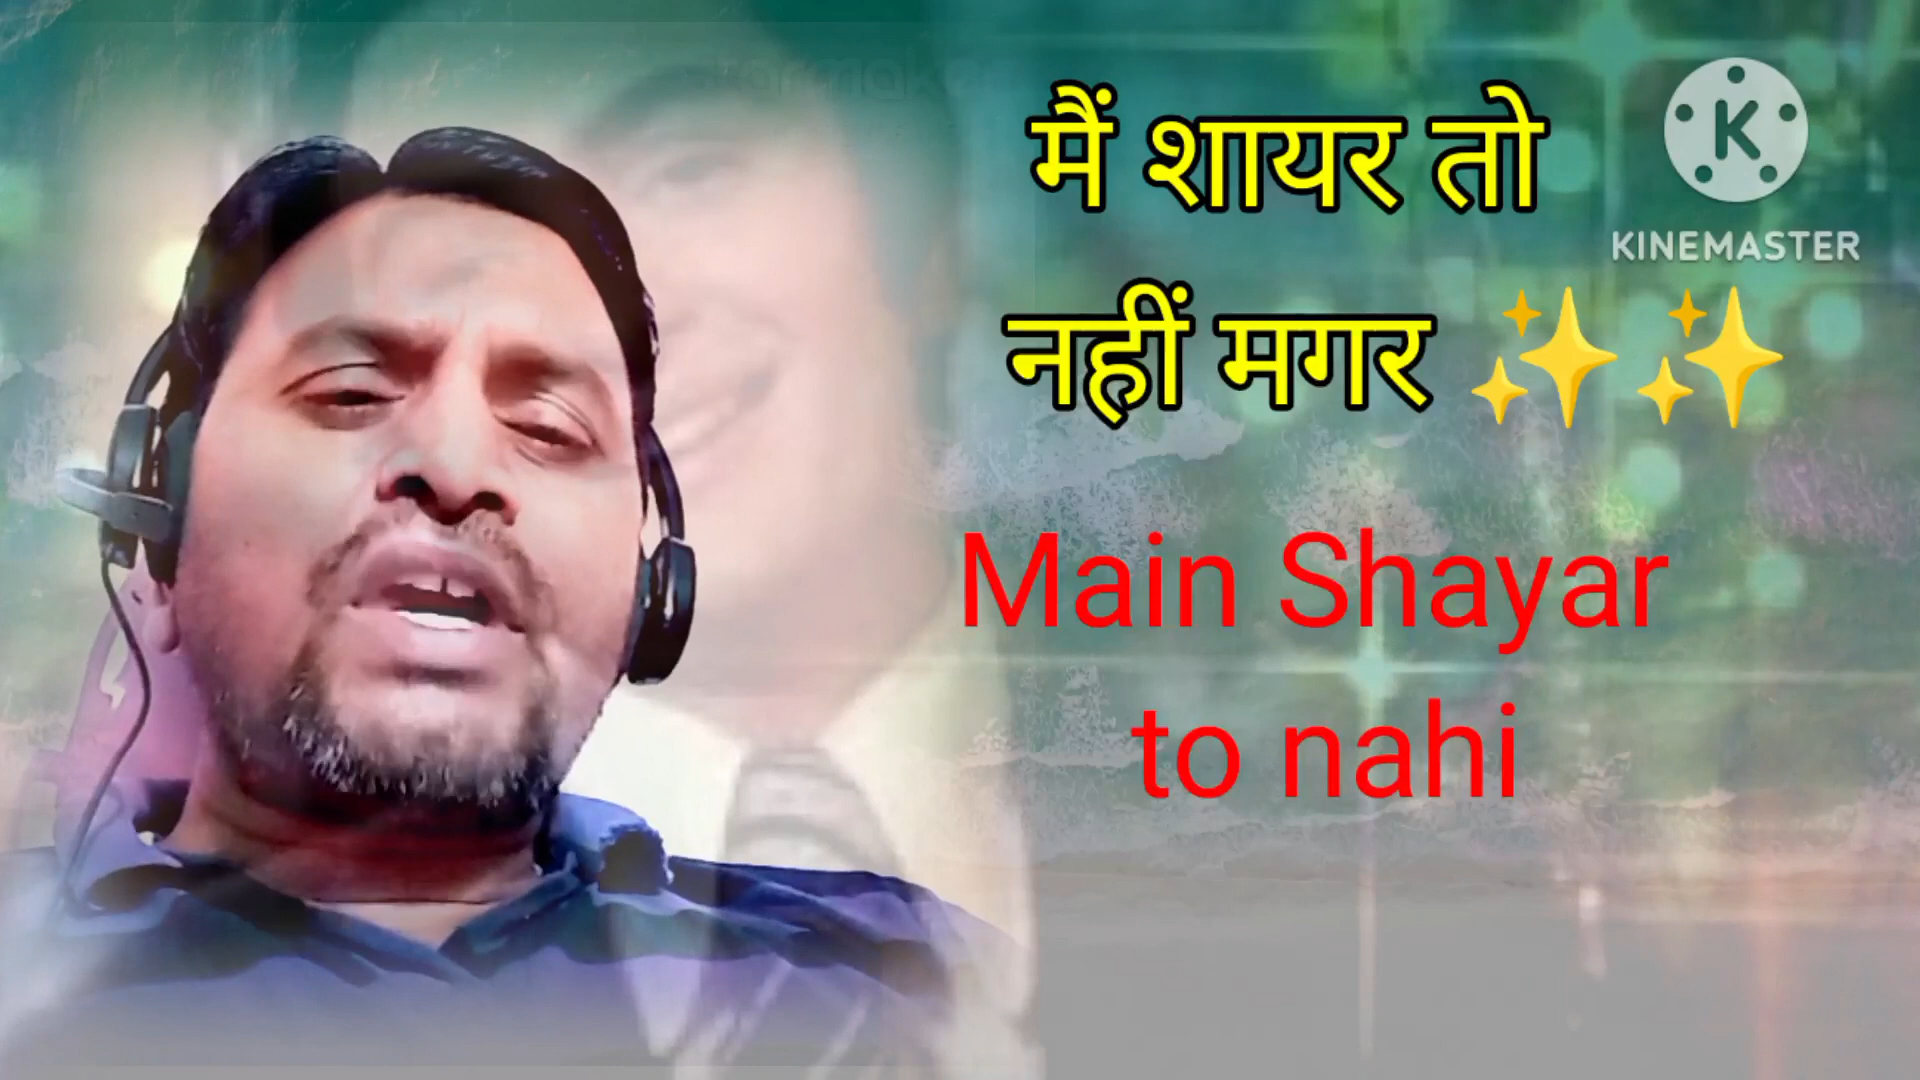 मैं शायर तो
नहीं मगर ✨✨
K
KINEMASTER
Main Shayar
to nahi